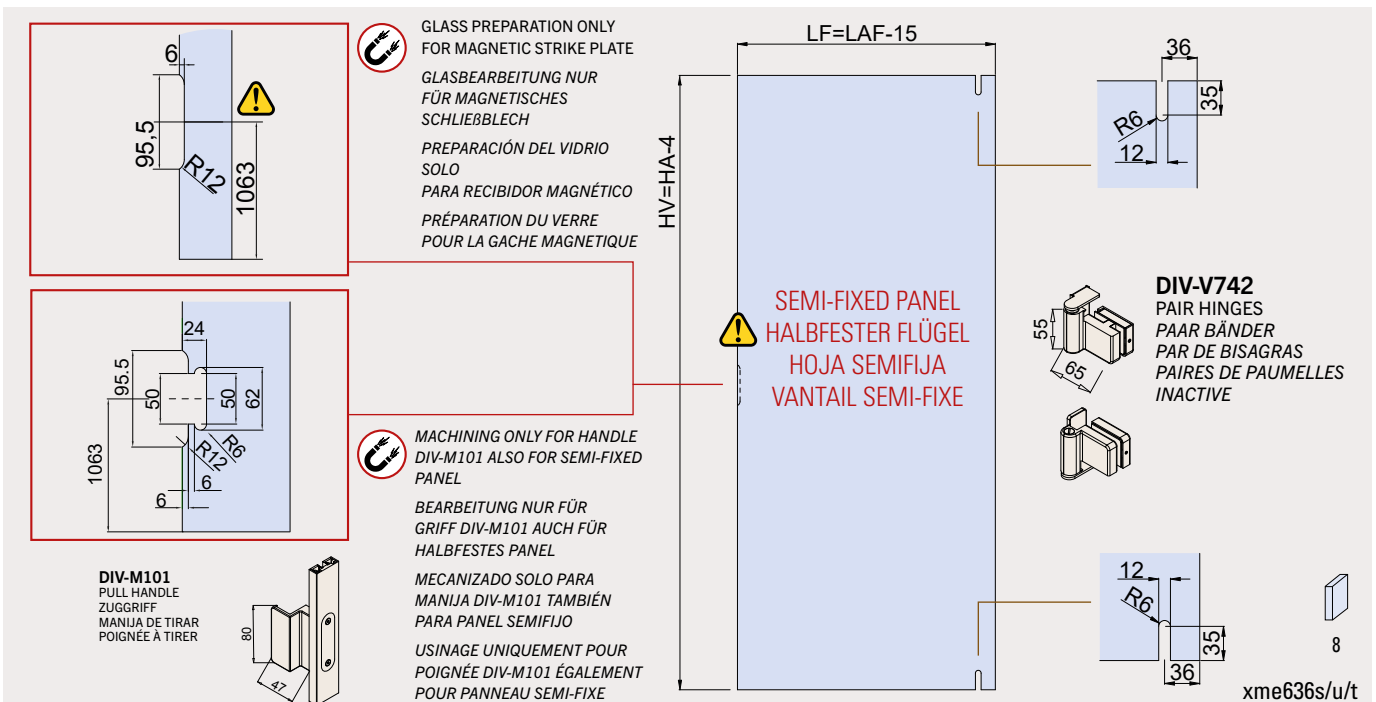 6
95,5
R12
1063
GLASS PREPARATION ONLY
FOR MAGNETIC STRIKE PLATE
GLASBEARBEITUNG NUR
FÜR MAGNETISCHES
SCHLIEßBLECH
PREPARACIÓN DEL VIDRIO
SOLO
PARA RECIBIDOR MAGNÉTICO
PRÉPARATION DU VERRE
POUR LA GACHE MAGNETIQUE
24
95.5
50
50
62
R6
R12
1063
6
6
MACHINING ONLY FOR HANDLE
DIV-M101 ALSO FOR SEMI-FIXED
PANEL
BEARBEITUNG NUR FÜR
GRIFF DIV-M101 AUCH FÜR
HALBFESTES PANEL
MECANIZADO SOLO PARA
MANIJA DIV-M101 TAMBIÉN
PARA PANEL SEMIFIJO
USINAGE UNIQUEMENT POUR
POIGNÉE DIV-M101 ÉGALEMENT
POUR PANNEAU SEMI-FIXE
DIV-M101
PULL HANDLE
ZUGGRIFF
MANIJA DE TIRAR
POIGNÉE À TIRER
80
47
LF=LAF-15
HV=HA-4
SEMI-FIXED PANEL
HALBFESTER FLÜGEL
HOJA SEMIFIJA
VANTAIL SEMI-FIXE
36
35
R6
12
55
65
DIV-V742
PAIR HINGES
PAAR BÄNDER
PAR DE BISAGRAS
PAIRES DE PAUMELLES
INACTIVE
12
R6
35
36
8
xme636s/u/t